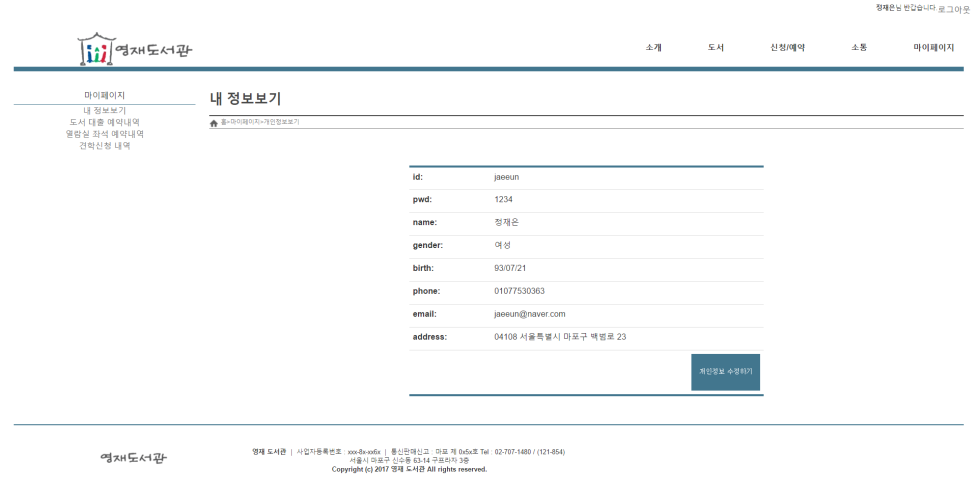 정재은님 반갑습니다 로그아웃
영재도서관
소개 도서 신청/예약 소통 마이페이지
마이페이지
내 정보보기
도서 대출 예약내역
열람실 좌석 예약내역
견학신청 내역
내 정보보기
홈>마이페이지>개인정보보기
id: jaeeun
pwd: 1234
name: 정재은
gender: 여성
birth: 93/07/21
phone: 01077530363
email: jaeeun@naver.com
address: 04108 서울특별시 마포구 백범로 23
개인정보 수정하기
영재도서관
영재 도서관 | 사업자등록번호 : xxx-8x-xx6x | 통신판매신고 : 마포 제 0x5x호 Tel : 02-707-1480 / (121-854)
서울시 마포구 신수동 63-14 구프라자 3층
Copyright (c) 2017 영재 도서관 All rights reserved.